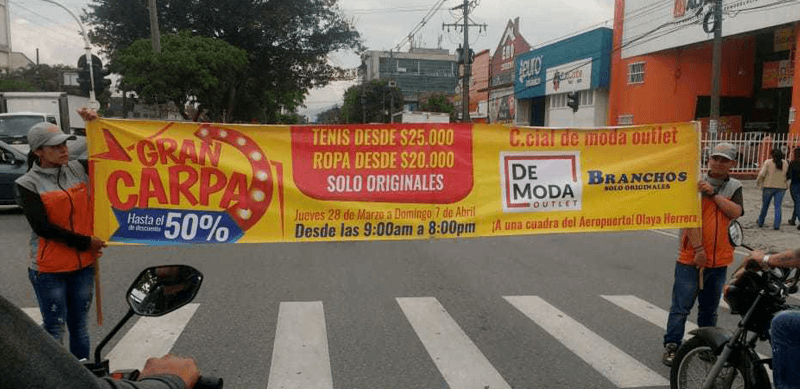 GRAN
CARPA
Hasta el 50%
de descuento
TENIS DESDE $25.000
ROPA DESDE $20.000
SOLO ORIGINALES
Jueves 28 de Marzo a Domingo 7 de Abril
Desde las 9:00am a 8:00pm
C.cial de moda outlet
DE
MODA
OUTLET
BRANCHOS
SOLO ORIGINALES
¡A una cuadra del Aeropuerto! Olaya Herrera
euro